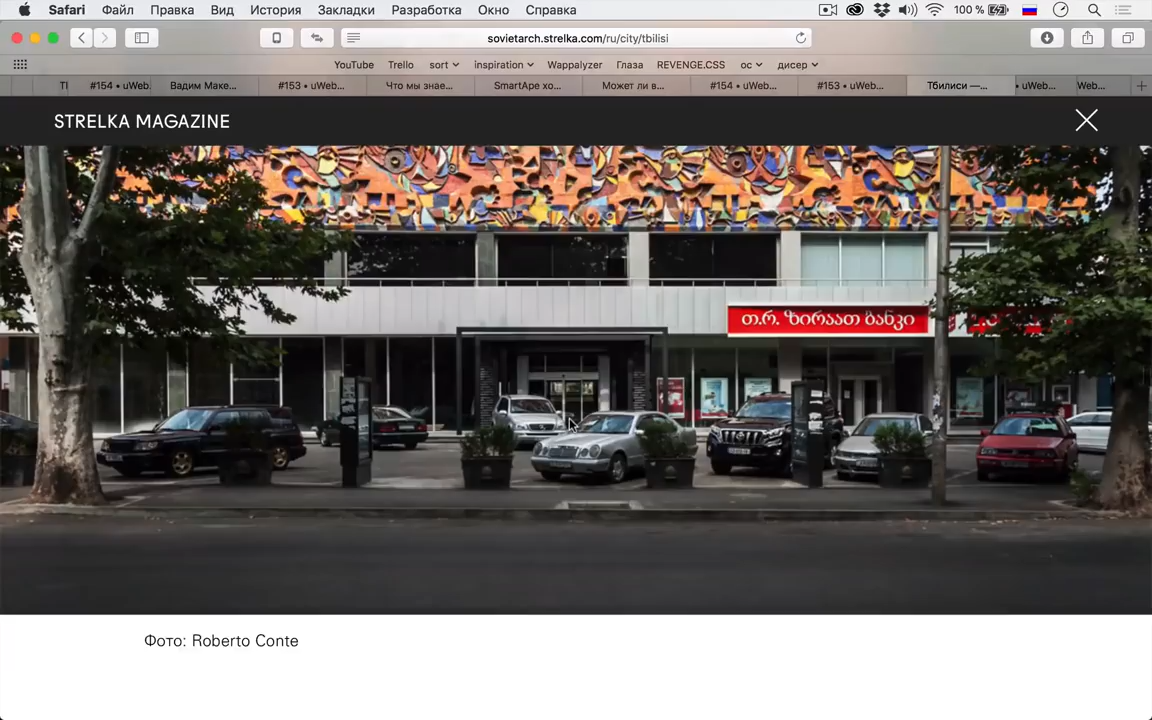 Safari Файл Правка Вид История Закладки Разработка Окно Справка 100 %
sovietarch.strelka.com/ru/city/tbilisi
YouTube Trello sort inspiration Wappalyzer Глаза REVENGE.CSS ос дисер
#154 • uWeb Вадим Маке... #153 • uWeb... Что мы знае... SmartApe хо... Может ли в... #154 • uWeb... #153 • uWeb... Тбилиси —... • uWeb... Web...
STRELKA MAGAZINE
თ.რ. ზირაათ ბანკი
Фото: Roberto Conte